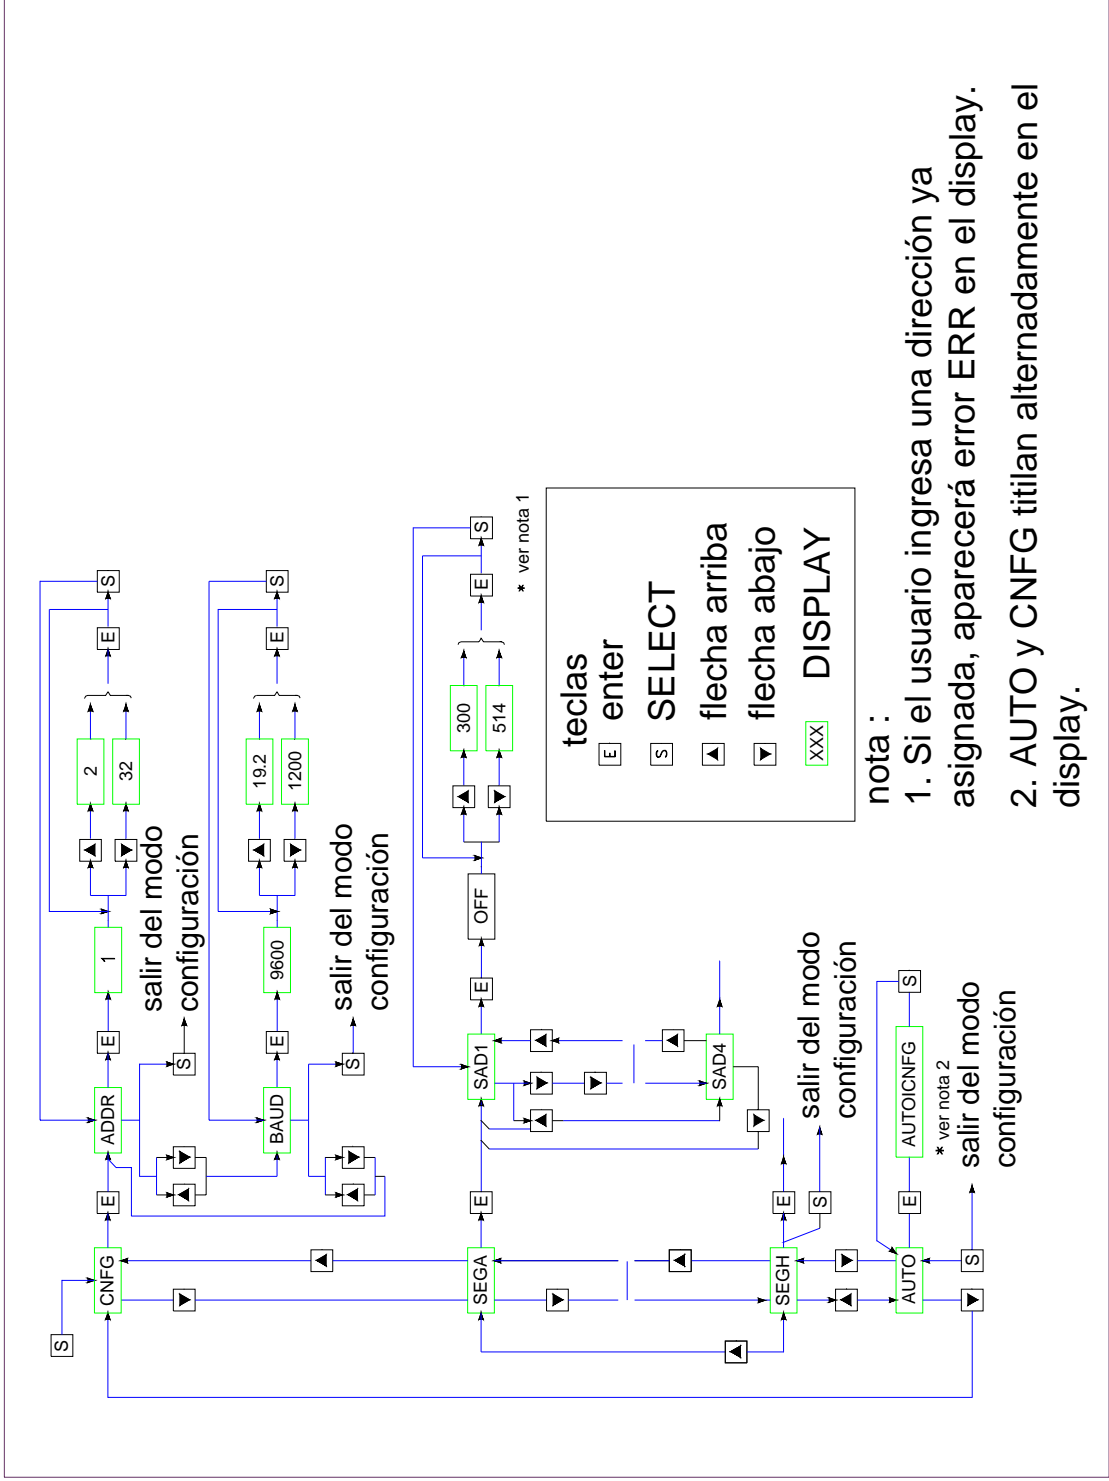 S
CNFG
E
ADDR
E
1
2
32
E
S
S
salir del modo
configuración
BAUD
E
9600
19.2
1200
E
S
S
salir del modo
configuración
SEGA
E
SAD1
E
OFF
300
514
E
S
* ver nota 1
SAD4
SEGH
E
S
salir del modo
configuración
AUTO
E
AUTOICNFG
S
* ver nota 2
S
salir del modo
configuración
teclas
E enter
S SELECT
flecha arriba
flecha abajo
XXX DISPLAY
nota :
1. Si el usuario ingresa una dirección ya
asignada, aparecerá error ERR en el display.
2. AUTO y CNFG titilan alternadamente en el
display.